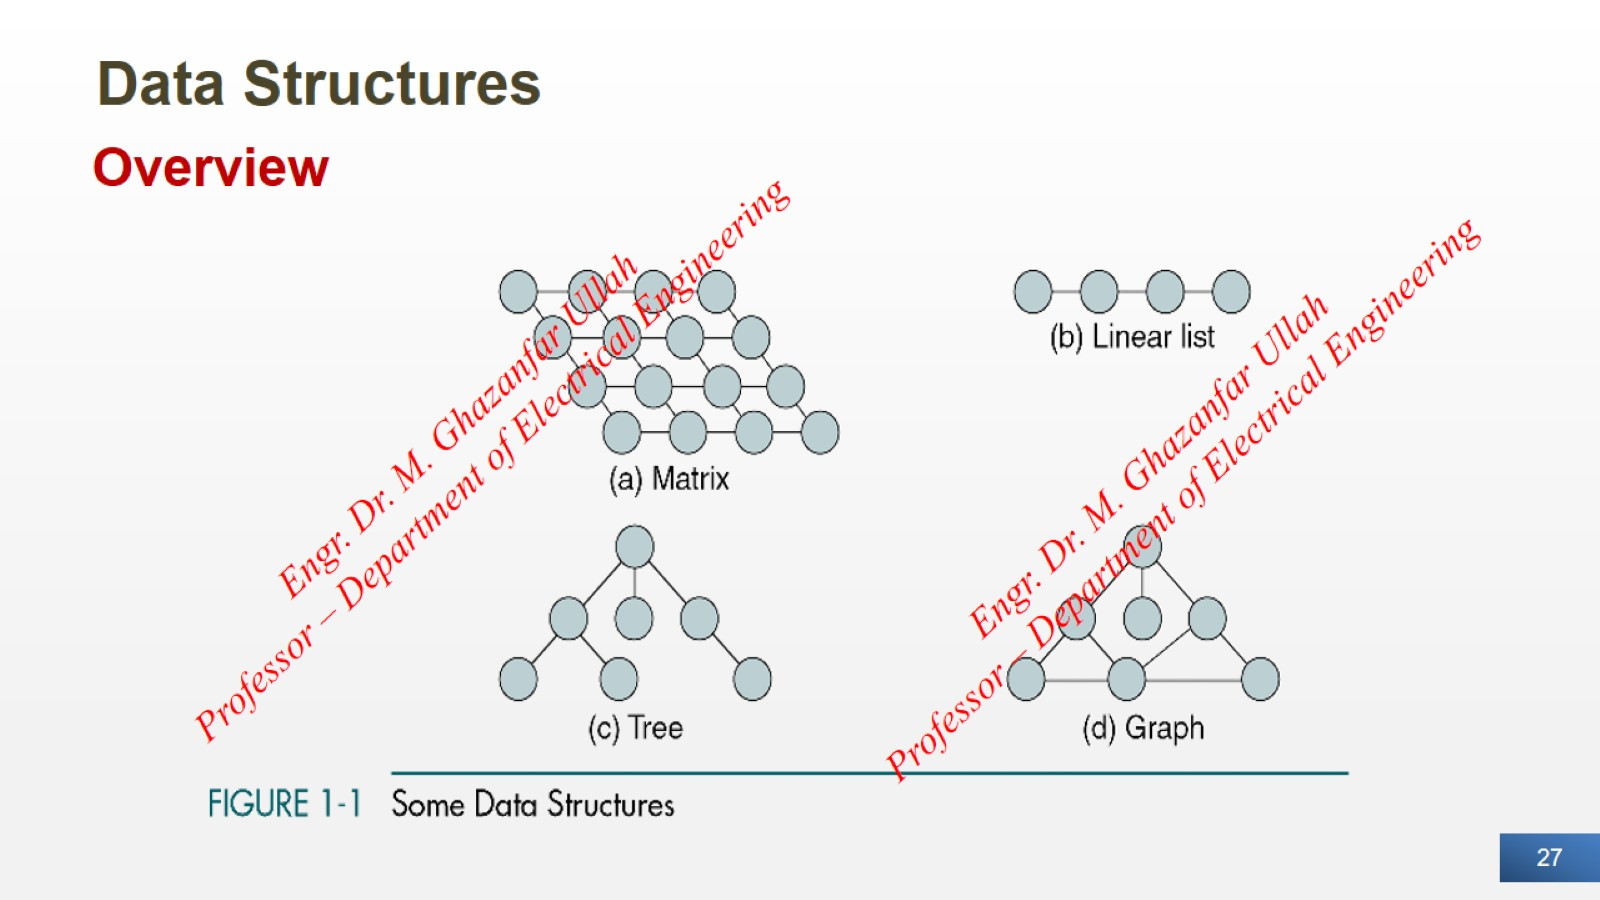 Data Structures
Overview
Engr. Dr. M. Ghazanfar Ullah
Professor – Department of Electrical Engineering
Engr. Dr. M. Ghazanfar Ullah
Professor – Department of Electrical Engineering
(a) Matrix
(b) Linear list
(c) Tree
(d) Graph
FIGURE 1-1 Some Data Structures
27